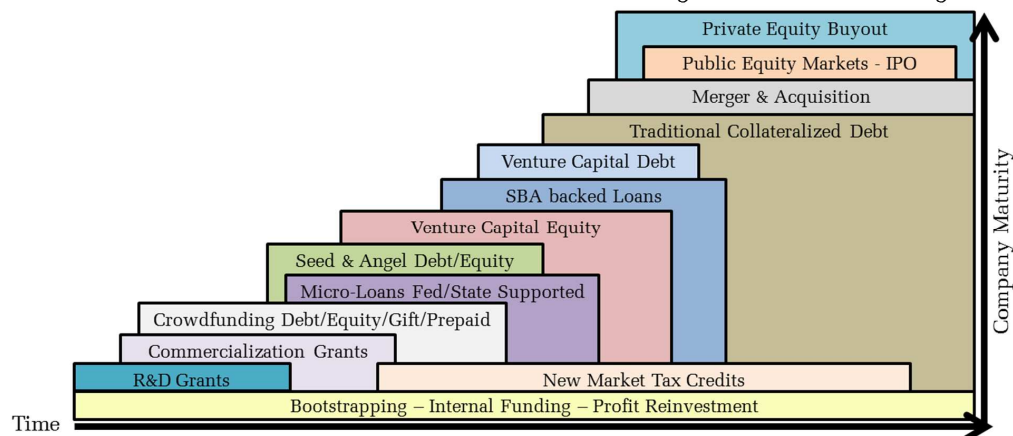 Private Equity Buyout
Public Equity Markets - IPO
Merger & Acquisition
Traditional Collateralized Debt
Venture Capital Debt
SBA backed Loans
Venture Capital Equity
Seed & Angel Debt/Equity
Micro-Loans Fed/State Supported
Crowdfunding Debt/Equity/Gift/Prepaid
Commercialization Grants
R&D Grants
New Market Tax Credits
Bootstrapping – Internal Funding – Profit Reinvestment
Time
Company Maturity